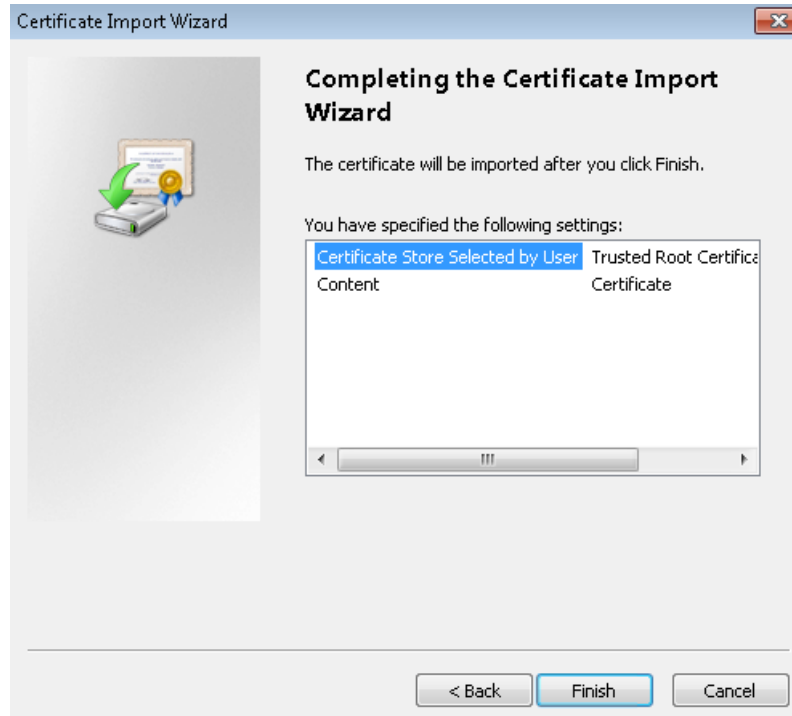 Certificate Import Wizard
Completing the Certificate Import
Wizard
The certificate will be imported after you click Finish.
You have specified the following settings:
Certificate Store Selected by User Trusted Root Certifica
Content Certificate
< Back Finish Cancel